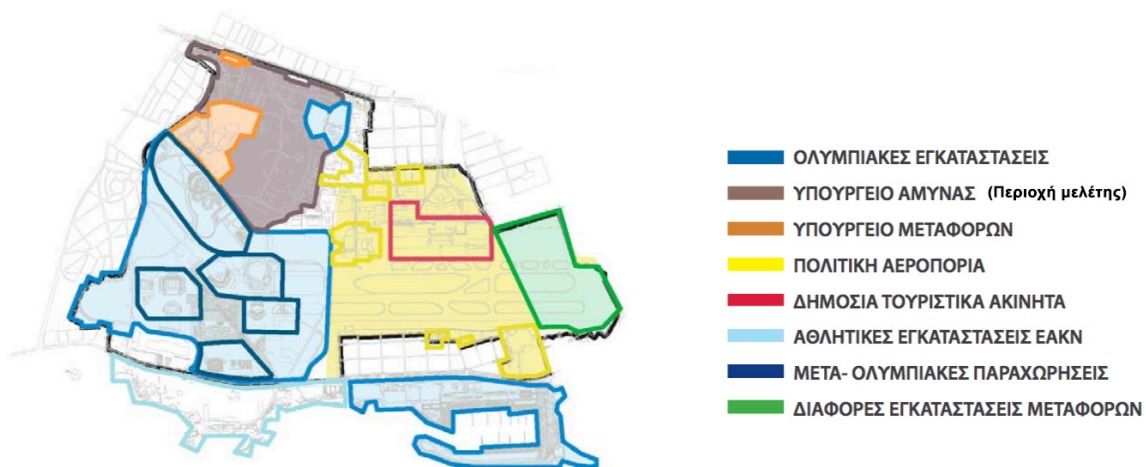 ΟΛΥΜΠΙΑΚΕΣ ΕΓΚΑΤΑΣΤΑΣΕΙΣ
ΥΠΟΥΡΓΕΙΟ ΑΜΥΝΑΣ (Περιοχή μελέτης)
ΥΠΟΥΡΓΕΙΟ ΜΕΤΑΦΟΡΩΝ
ΠΟΛΙΤΙΚΗ ΑΕΡΟΠΟΡΙΑ
ΔΗΜΟΣΙΑ ΤΟΥΡΙΣΤΙΚΑ ΑΚΙΝΗΤΑ
ΑΘΛΗΤΙΚΕΣ ΕΓΚΑΤΑΣΤΑΣΕΙΣ ΕΑΚΝ
ΜΕΤΑ- ΟΛΥΜΠΙΑΚΕΣ ΠΑΡΑΧΩΡΗΣΕΙΣ
ΔΙΑΦΟΡΕΣ ΕΓΚΑΤΑΣΤΑΣΕΙΣ ΜΕΤΑΦΟΡΩΝ